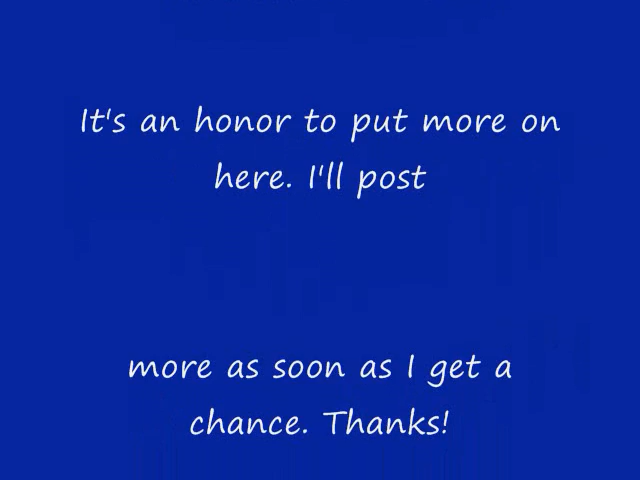 It's an honor to put more on
here. I'll post
more as soon as I get a
chance. Thanks!